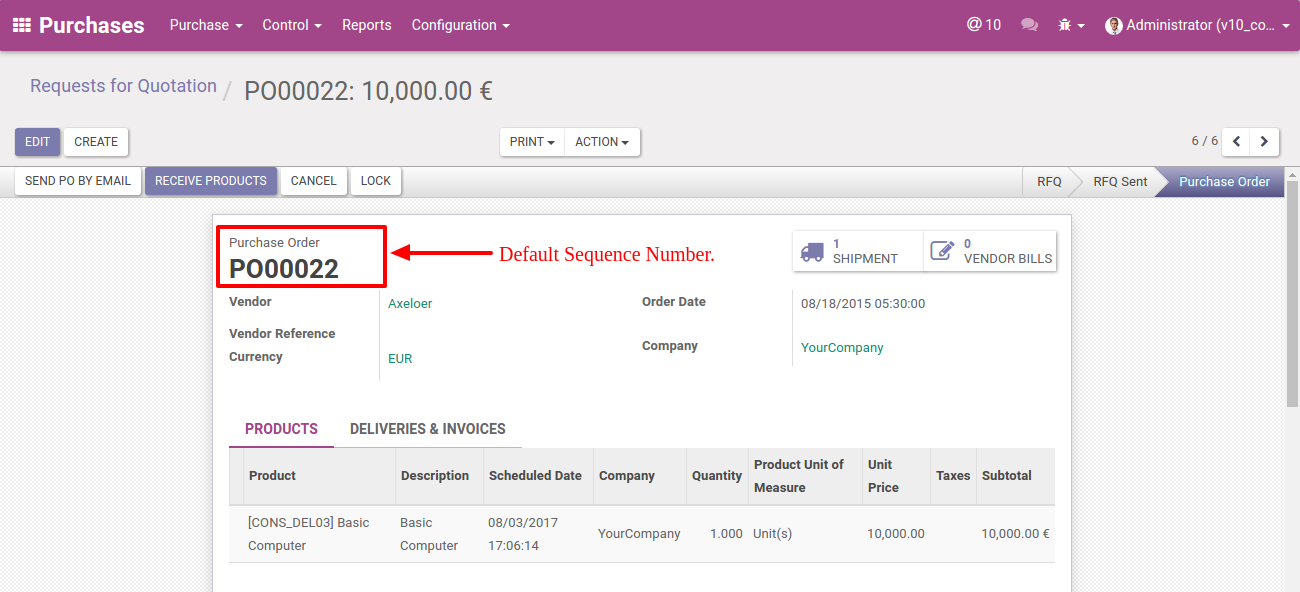 Purchases Purchase Control Reports Configuration @ 10 Administrator (v10_co...
Requests for Quotation / PO00022: 10,000.00 €
EDIT CREATE PRINT ACTION 6 / 6
SEND PO BY EMAIL RECEIVE PRODUCTS CANCEL LOCK RFQ RFQ Sent Purchase Order
Purchase Order
PO00022
Default Sequence Number.
1
SHIPMENT
0
VENDOR BILLS
Vendor Axeloer Order Date 08/18/2015 05:30:00
Vendor Reference
Company YourCompany
Currency EUR
PRODUCTS DELIVERIES & INVOICES
Product Description Scheduled Date Company Quantity Product Unit of Measure Unit Price Taxes Subtotal
[CONS_DEL03] Basic Basic 08/03/2017
YourCompany 1.000 Unit(s) 10,000.00 10,000.00 €
Computer Computer 17:06:14